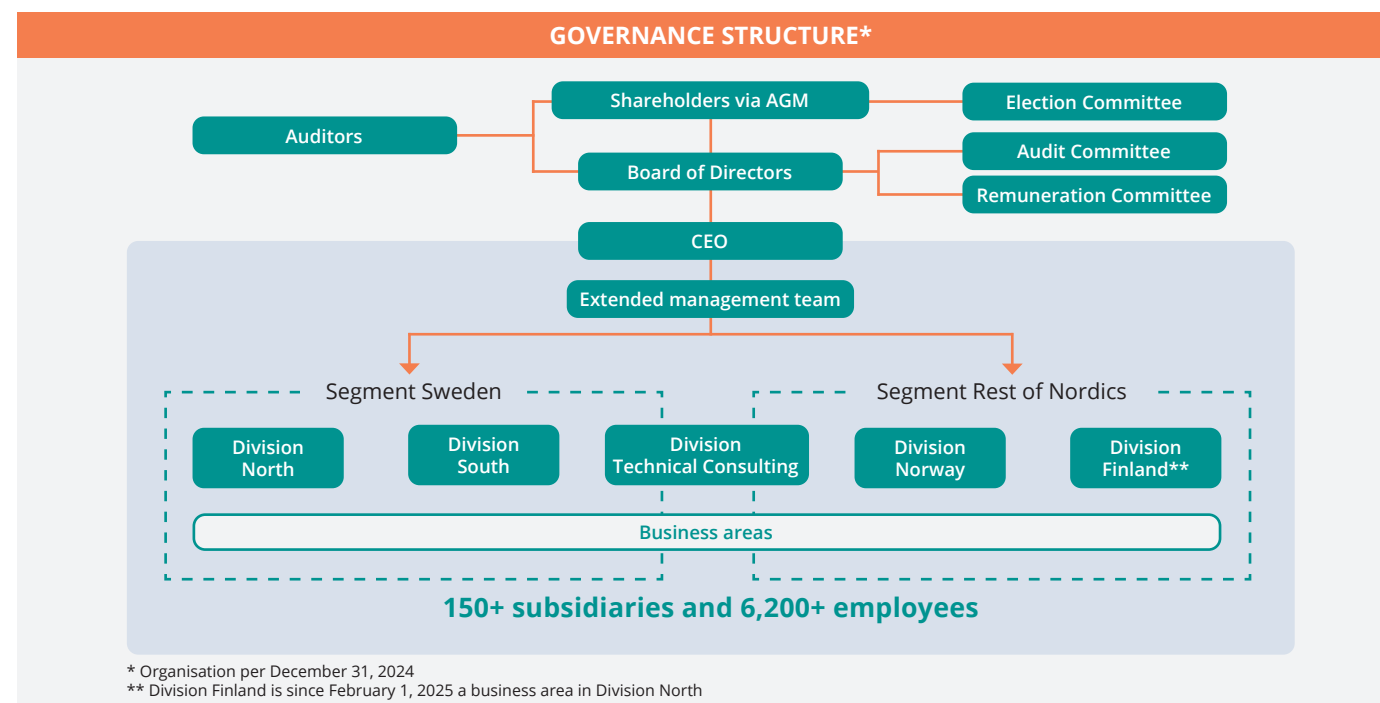 GOVERNANCE STRUCTURE*
Shareholders via AGM
Election Committee
Auditors
Audit Committee
Board of Directors
Remuneration Committee
CEO
Extended management team
Segment Sweden
Segment Rest of Nordics
Division
North
Division
South
Division
Technical Consulting
Division
Norway
Division
Finland**
Business areas
150+ subsidiaries and 6,200+ employees
* Organisation per December 31, 2024
** Division Finland is since February 1, 2025 a business area in Division North